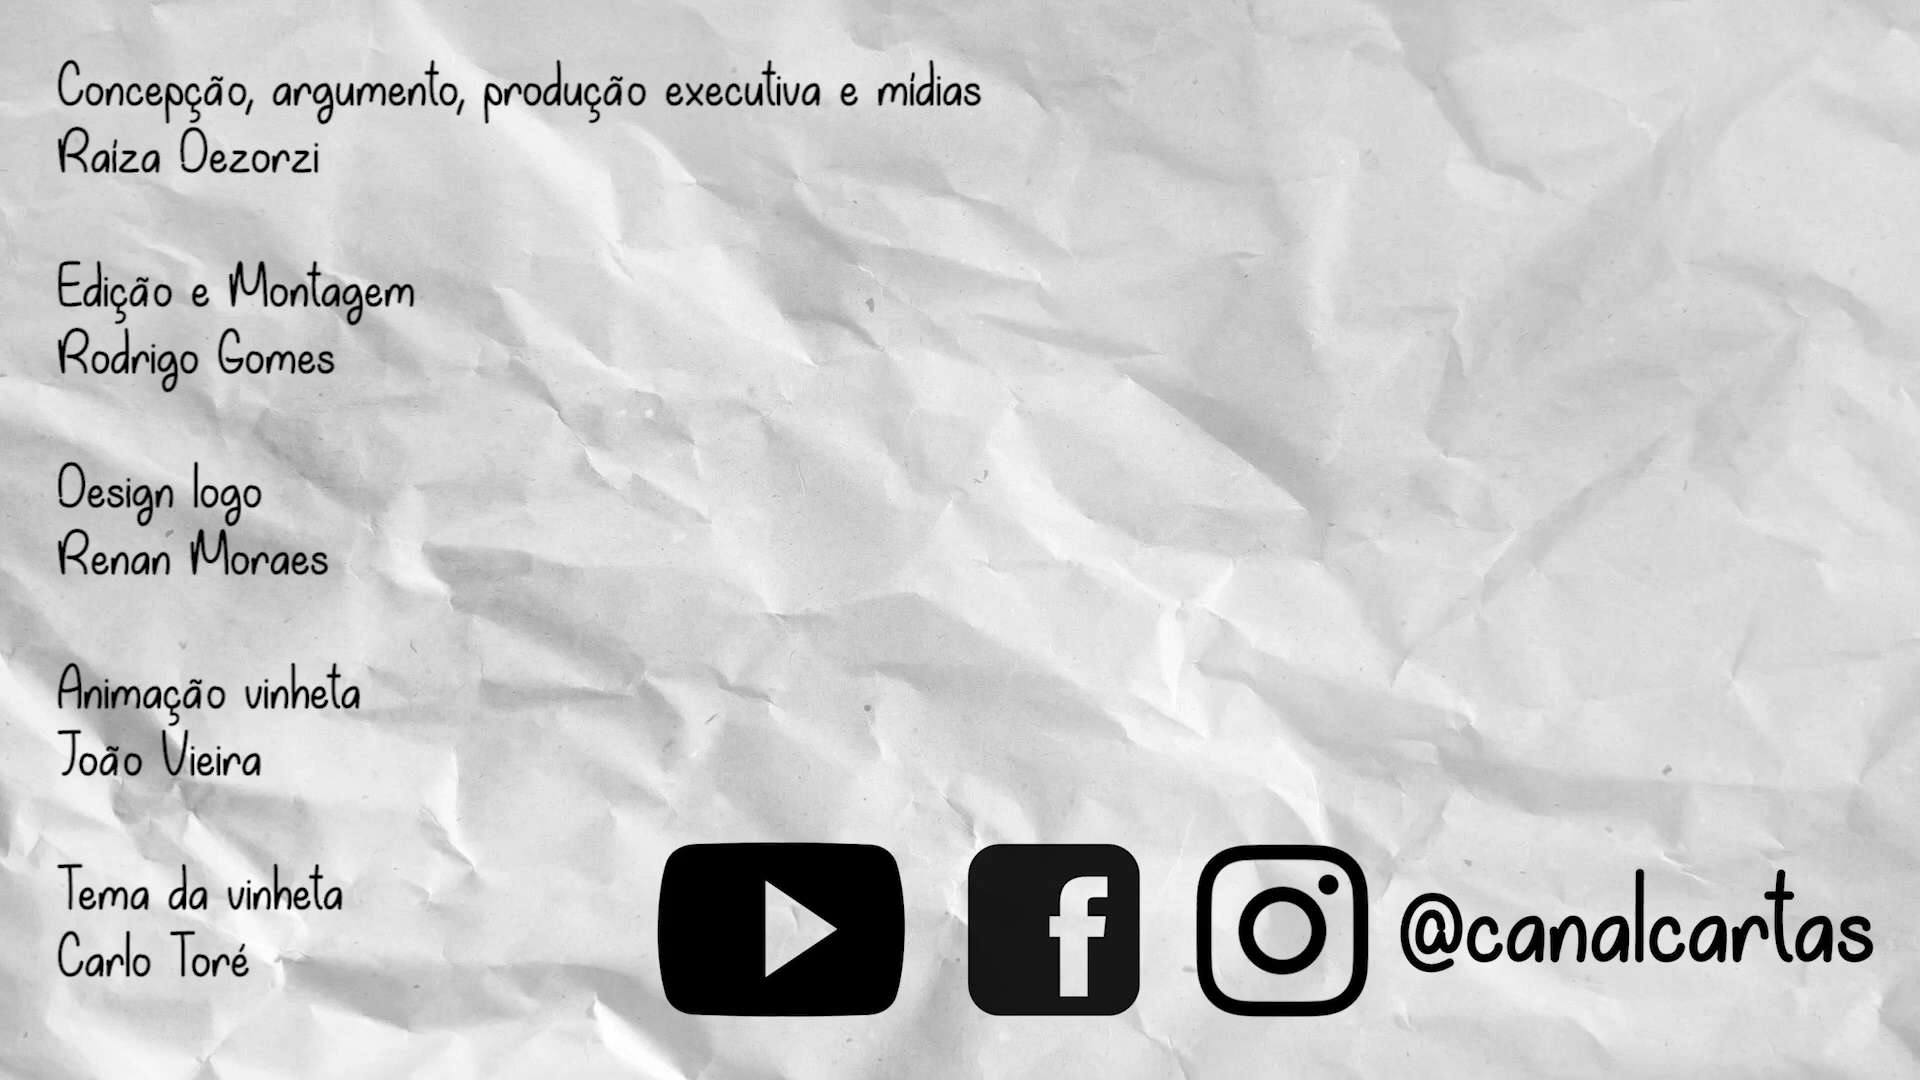 Concepção, argumento, produção executiva e mídias
Raíza Dezorzi
Edição e Montagem
Rodrigo Gomes
Design logo
Renan Moraes
Animação vinheta
João Vieira
Tema da vinheta
Carlo Toré
@canalcartas